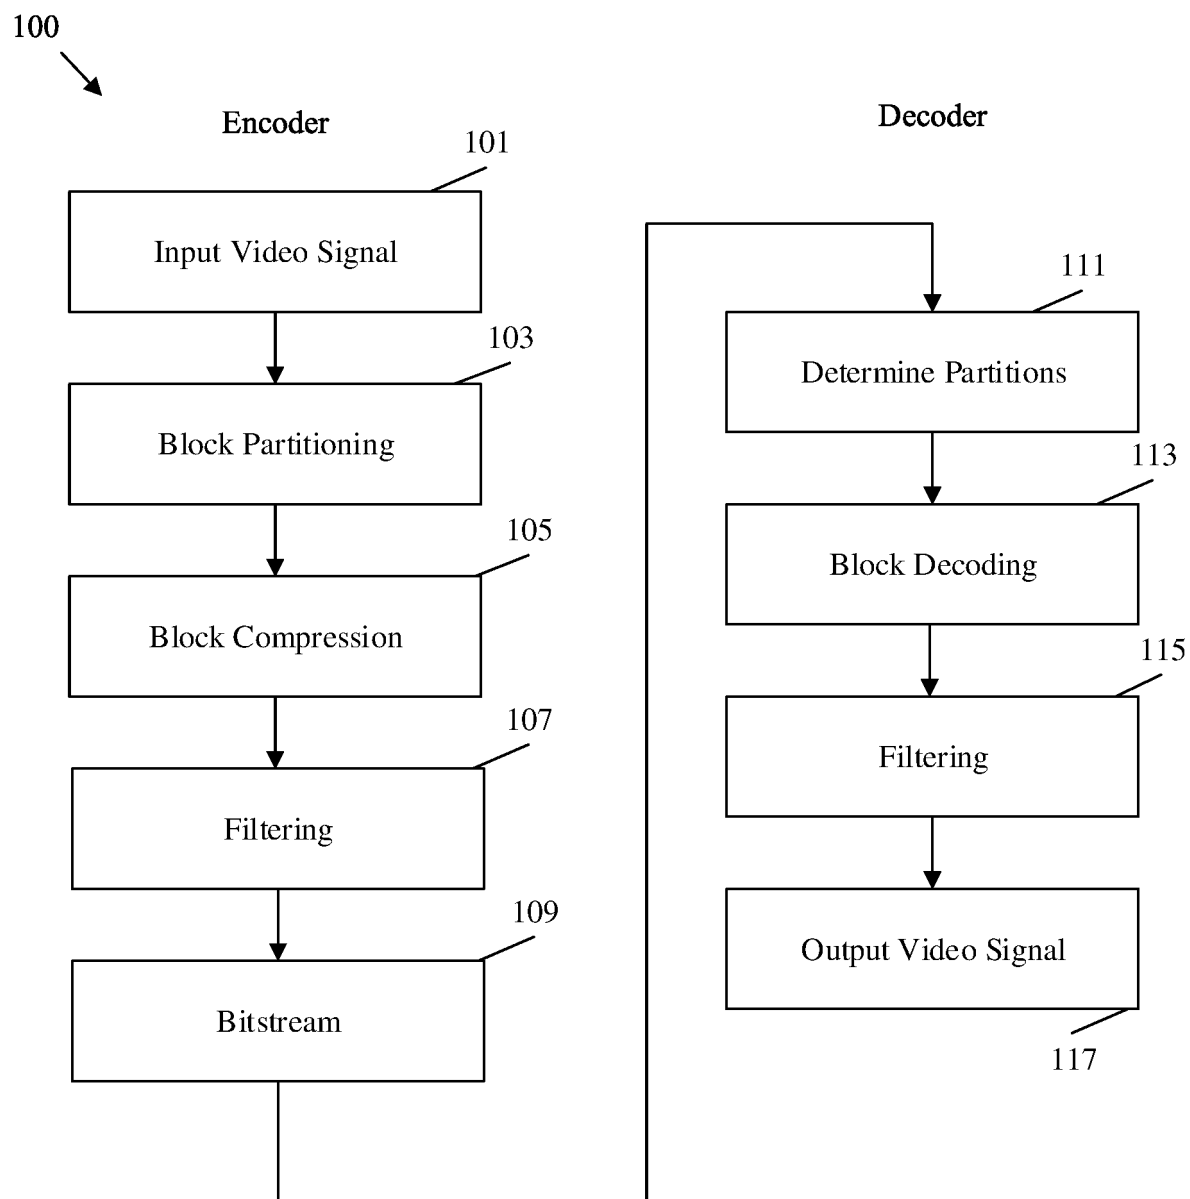 100
Encoder
101
Input Video Signal
103
Block Partitioning
105
Block Compression
107
Filtering
109
Bitstream
Decoder
111
Determine Partitions
113
Block Decoding
115
Filtering
Output Video Signal
117